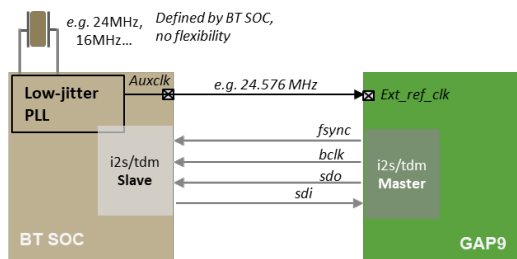 e.g. 24MHz,
16MHz...
Defined by BT SOC,
no flexibility
Low-jitter
PLL
Auxclk
e.g. 24.576 MHz
Ext_ref_clk
fsync
bclk
sdo
sdi
i2s/tdm
Slave
i2s/tdm
Master
BT SOC
GAP9